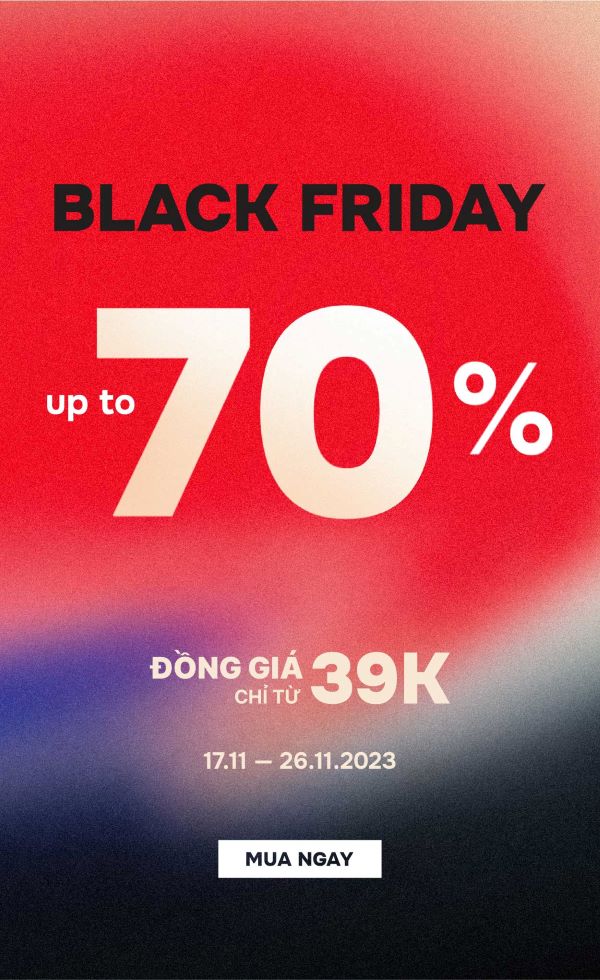 BLACK FRIDAY
up to 70%
ĐỒNG GIÁ 39K
CHỈ TỪ
17.11 — 26.11.2023
MUA NGAY